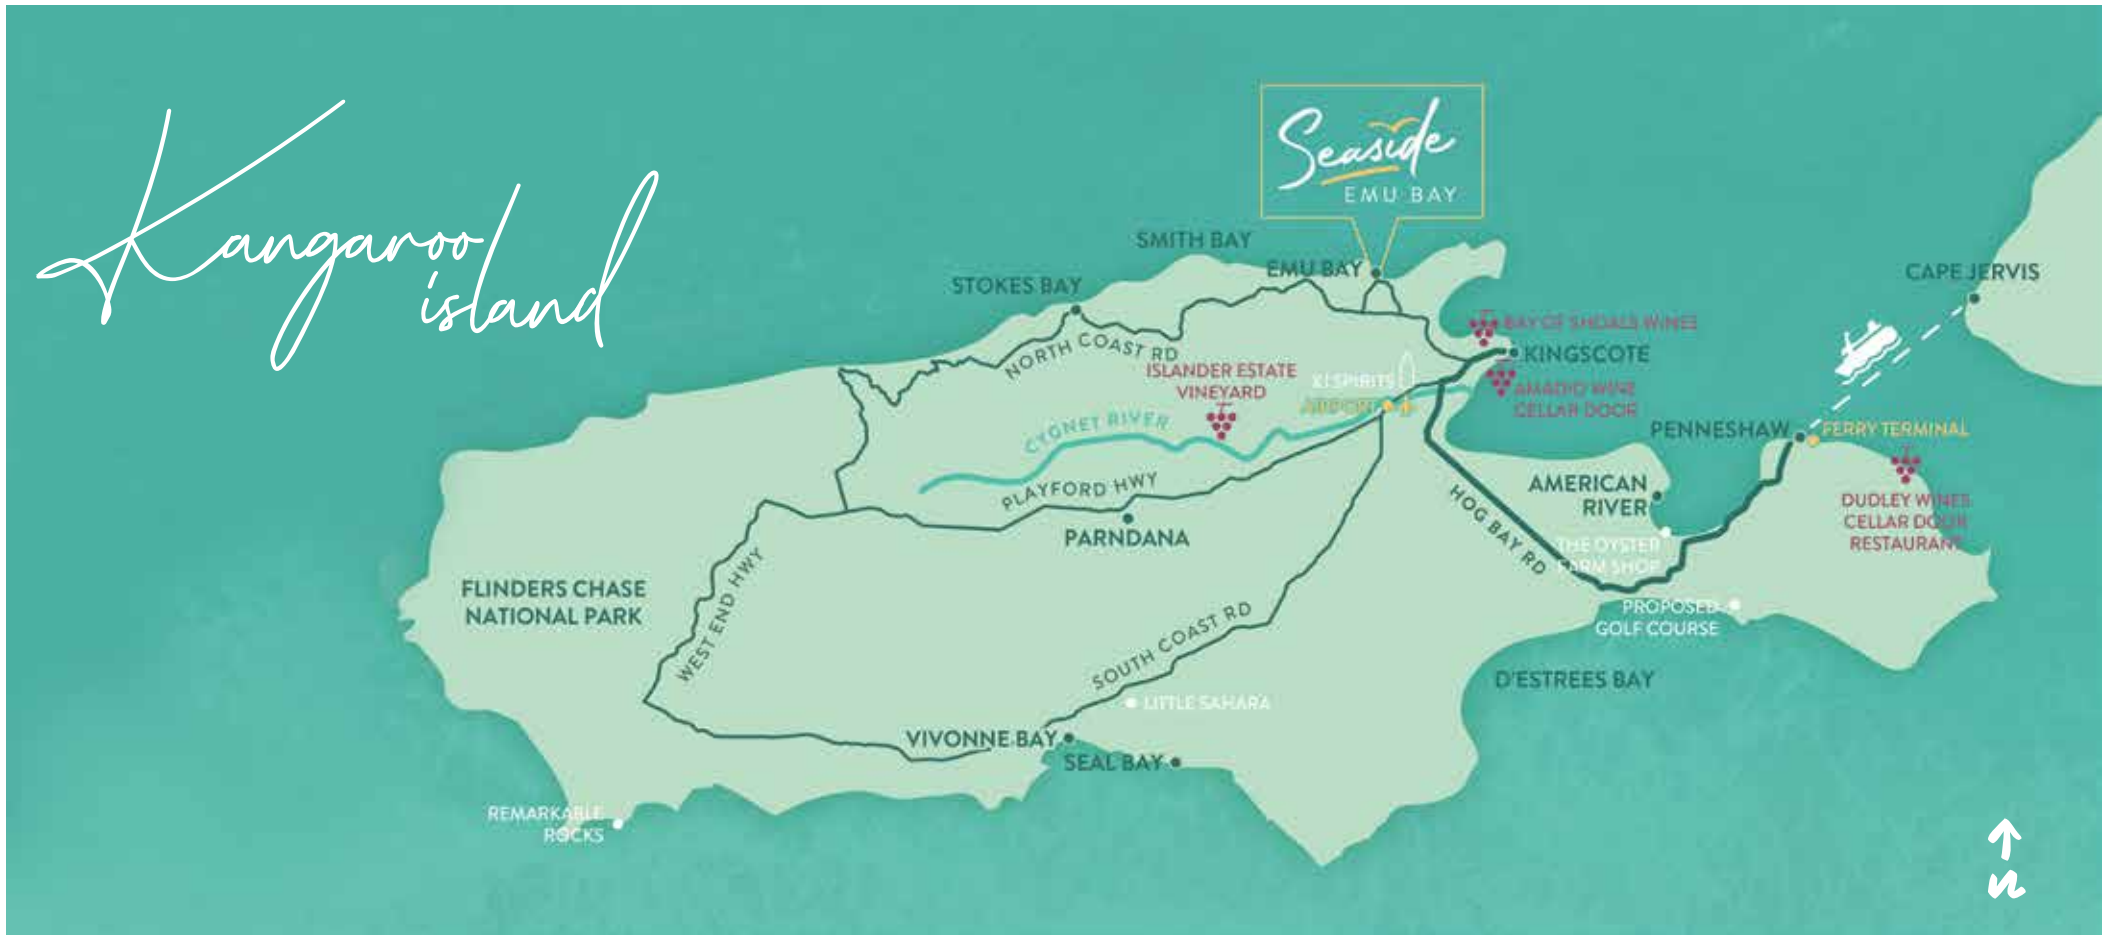 Kangaroo
island
Seaside
EMU BAY
SMITH BAY
EMU BAY
STOKES BAY
CAPE JERVIS
NORTH COAST RD
BAY OF SHOALS WINES
KINGSCOTE
ISLANDER ESTATE
VINEYARD
KI SPIRITS
AIRPORT
AMADIO WINE
CELLAR DOOR
CYGNET RIVER
PENNESHAW
FERRY TERMINAL
PLAYFORD HWY
PARNDANA
HOG BAY RD
AMERICAN
RIVER
THE OYSTER
FARM SHOP
DUDLEY WINES
CELLAR DOOR
RESTAURANT
FLINDERS CHASE
NATIONAL PARK
WEST END HWY
SOUTH COAST RD
PROPOSED
GOLF COURSE
D'ESTREES BAY
LITTLE SAHARA
VIVONNE BAY
SEAL BAY
REMARKABLE
ROCKS
n